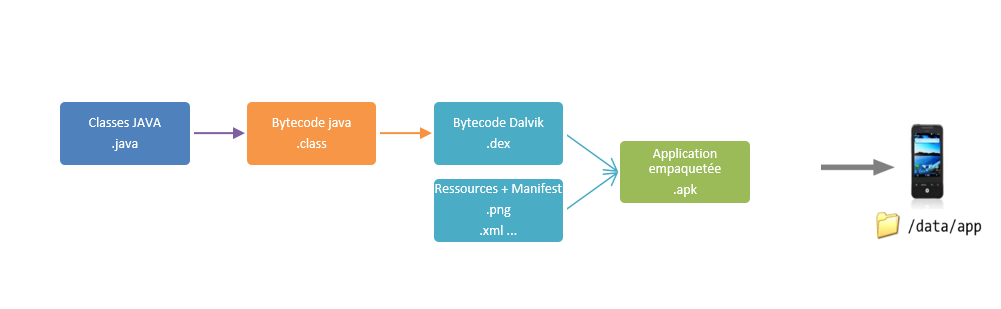 Classes JAVA
.java
Bytecode java
.class
Bytecode Dalvik
.dex
Ressources + Manifest
.png
.xml ...
Application
empaquetée
.apk
/data/app